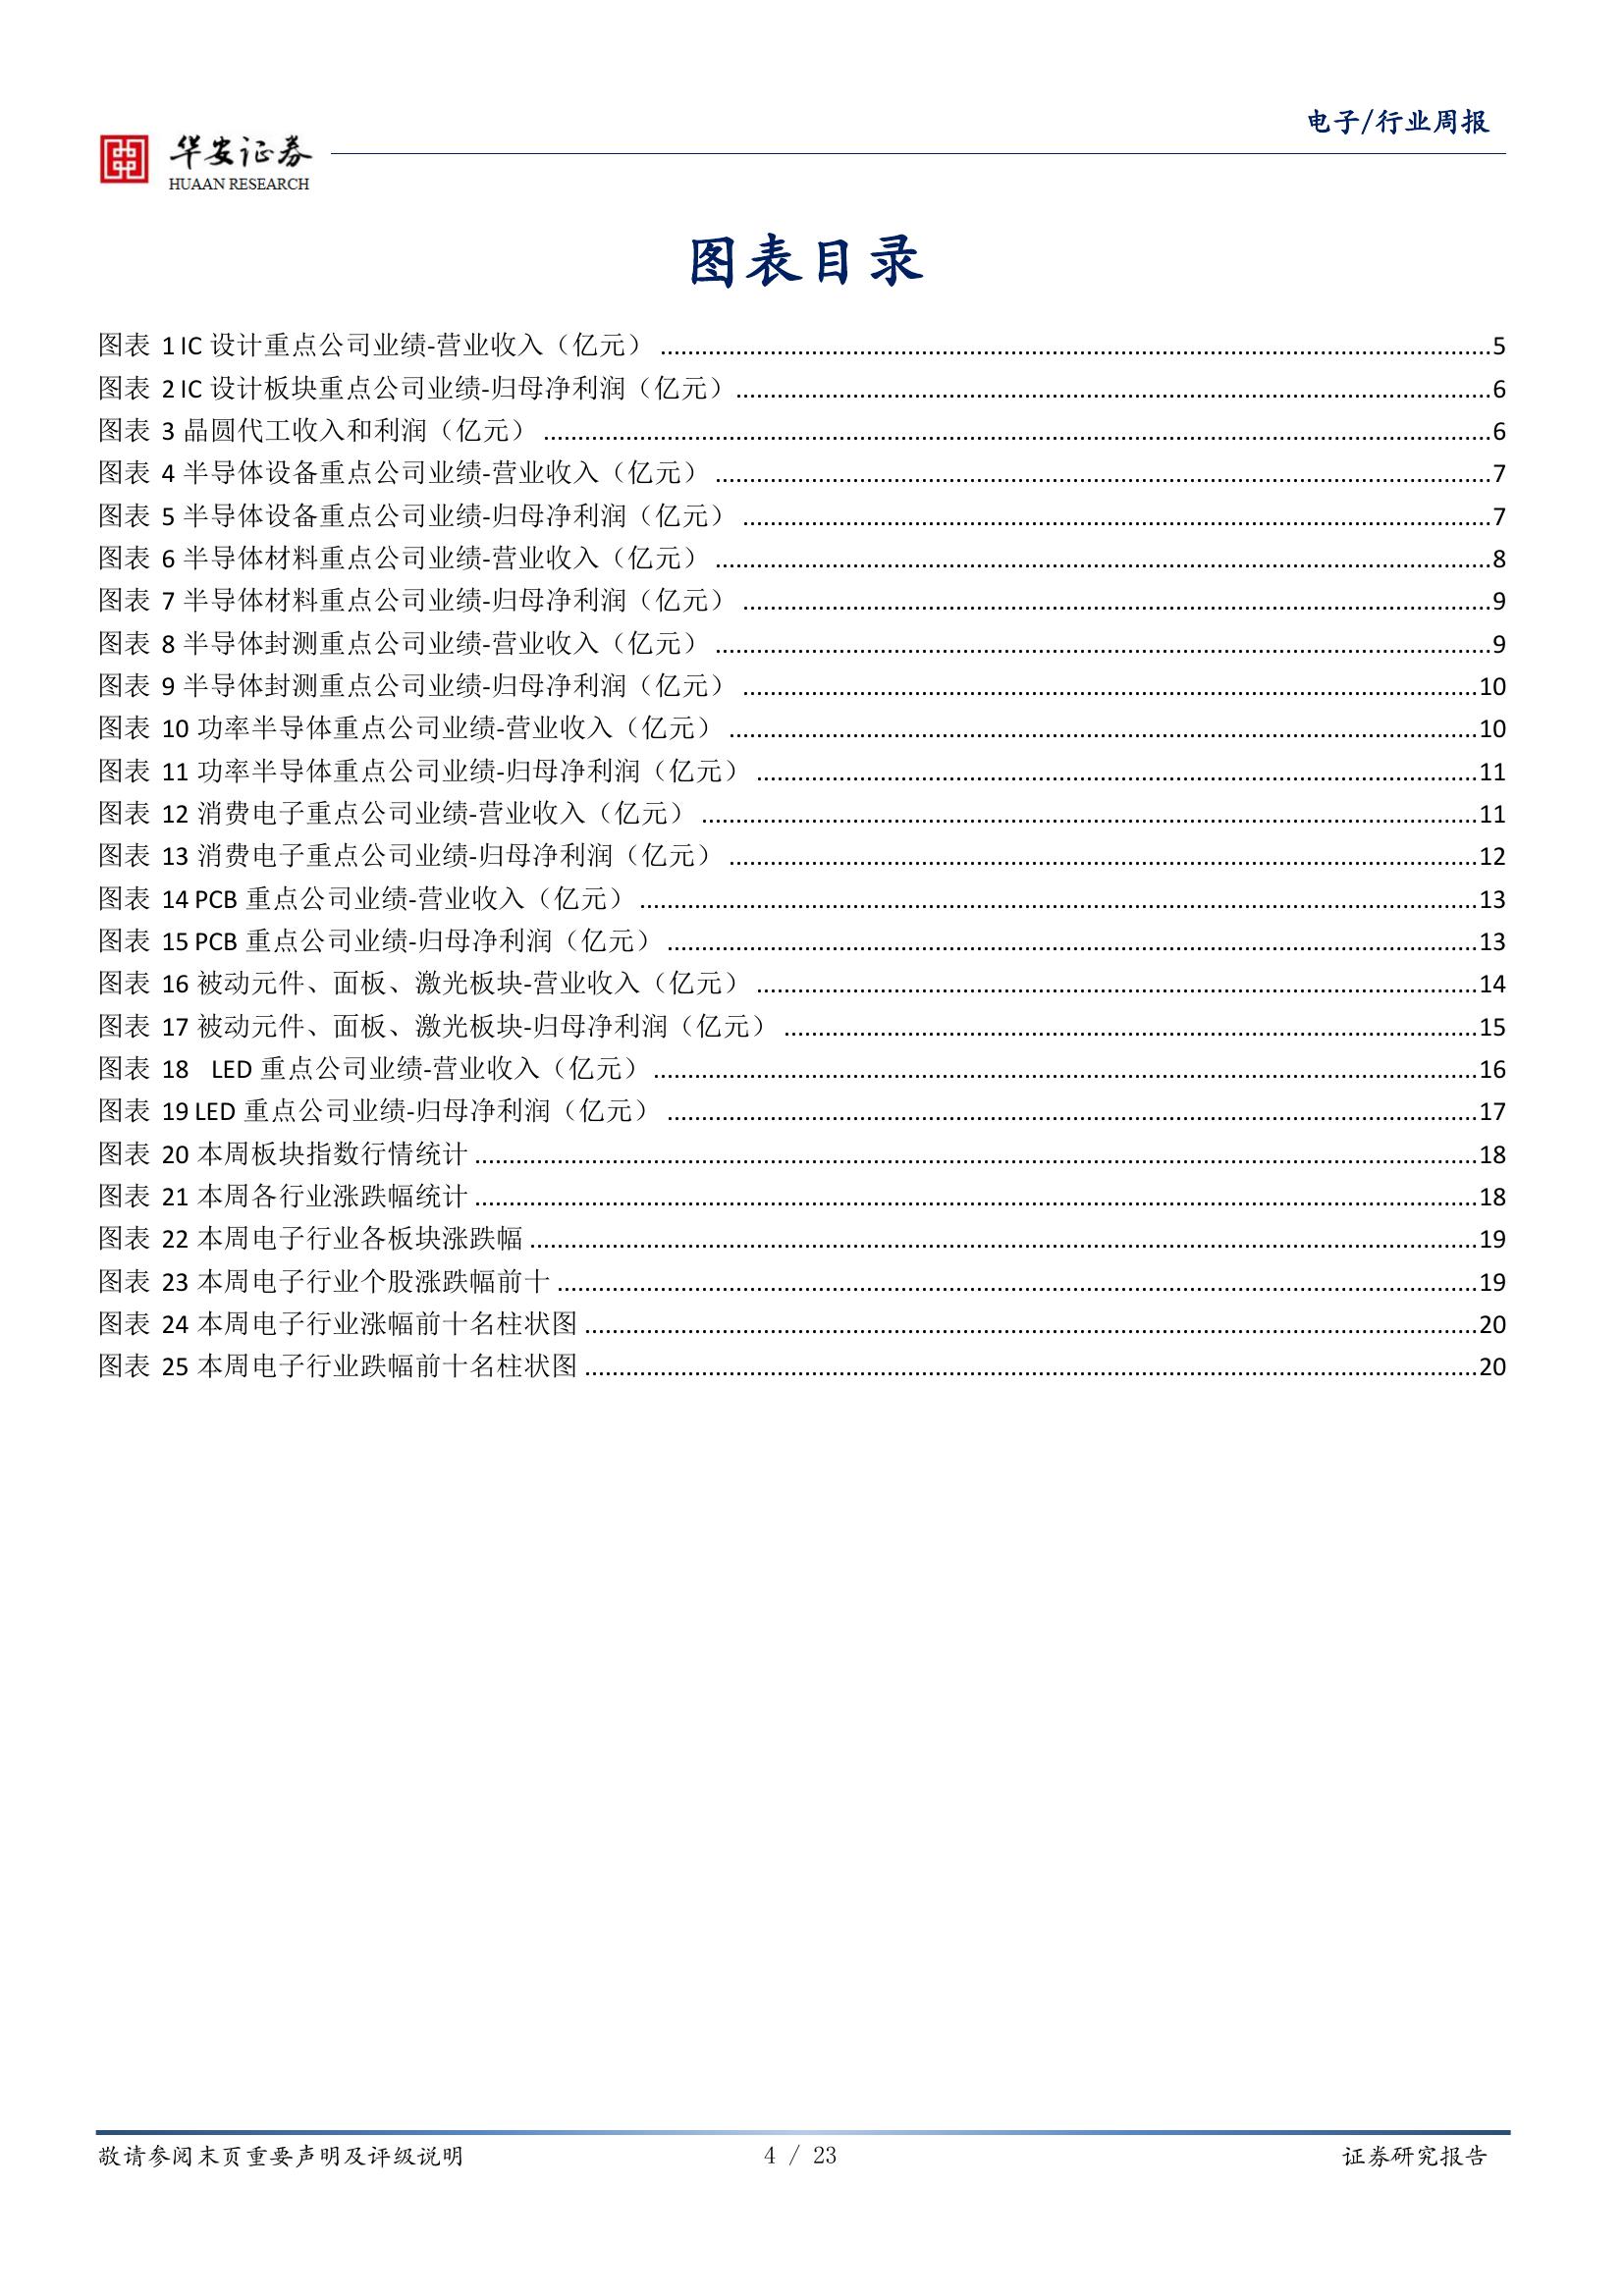 电子/行业周报
华安证券
HUAAN RESEARCH
图表目录
图表 1 IC 设计重点公司业绩-营业收入（亿元） 5
图表 2 IC 设计板块重点公司业绩-归母净利润（亿元） 6
图表 3 晶圆代工收入和利润（亿元） 6
图表 4 半导体设备重点公司业绩-营业收入（亿元） 7
图表 5 半导体设备重点公司业绩-归母净利润（亿元） 7
图表 6 半导体材料重点公司业绩-营业收入（亿元） 8
图表 7 半导体材料重点公司业绩-归母净利润（亿元） 9
图表 8 半导体封测重点公司业绩-营业收入（亿元） 9
图表 9 半导体封测重点公司业绩-归母净利润（亿元） 10
图表 10 功率半导体重点公司业绩-营业收入（亿元） 10
图表 11 功率半导体重点公司业绩-归母净利润（亿元） 11
图表 12 消费电子重点公司业绩-营业收入（亿元） 11
图表 13 消费电子重点公司业绩-归母净利润（亿元） 12
图表 14 PCB 重点公司业绩-营业收入（亿元） 13
图表 15 PCB 重点公司业绩-归母净利润（亿元） 13
图表 16 被动元件、面板、激光板块-营业收入（亿元） 14
图表 17 被动元件、面板、激光板块-归母净利润（亿元） 15
图表 18 LED 重点公司业绩-营业收入（亿元） 16
图表 19 LED 重点公司业绩-归母净利润（亿元） 17
图表 20 本周板块指数行情统计 18
图表 21 本周各行业涨跌幅统计 18
图表 22 本周电子行业各板块涨跌幅 19
图表 23 本周电子行业个股涨跌幅前十 19
图表 24 本周电子行业涨幅前十名柱状图 20
图表 25 本周电子行业跌幅前十名柱状图 20
敬请参阅末页重要声明及评级说明 4 / 23 证券研究报告